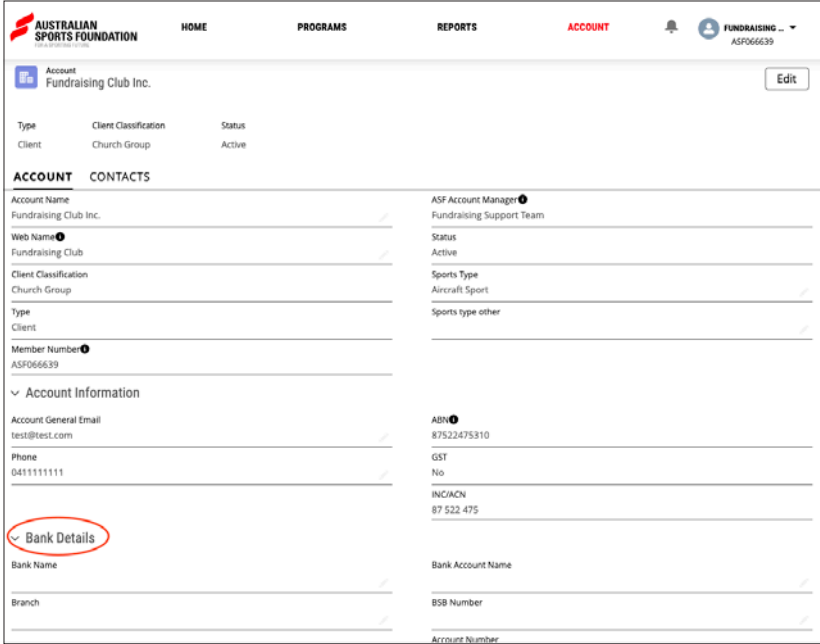 AUSTRALIAN
SPORTS FOUNDATION
FOR A SPORTING FUTURE
HOME
PROGRAMS
REPORTS
ACCOUNT
FUNDRAISING ...
ASF066639
Account
Fundraising Club Inc.
Edit
Type Client Classification Status
Client Church Group Active
ACCOUNT CONTACTS
Account Name
Fundraising Club Inc.
ASF Account Manager
Fundraising Support Team
Web Name
Fundraising Club
Status
Active
Client Classification
Church Group
Sports Type
Aircraft Sport
Type
Client
Sports type other
Member Number
ASF066639
Account Information
Account General Email
test@test.com
ABN
87522475310
Phone
0411111111
GST
No
INC/ACN
87 522 475
Bank Details
Bank Name
Bank Account Name
Branch
BSB Number
Account Number